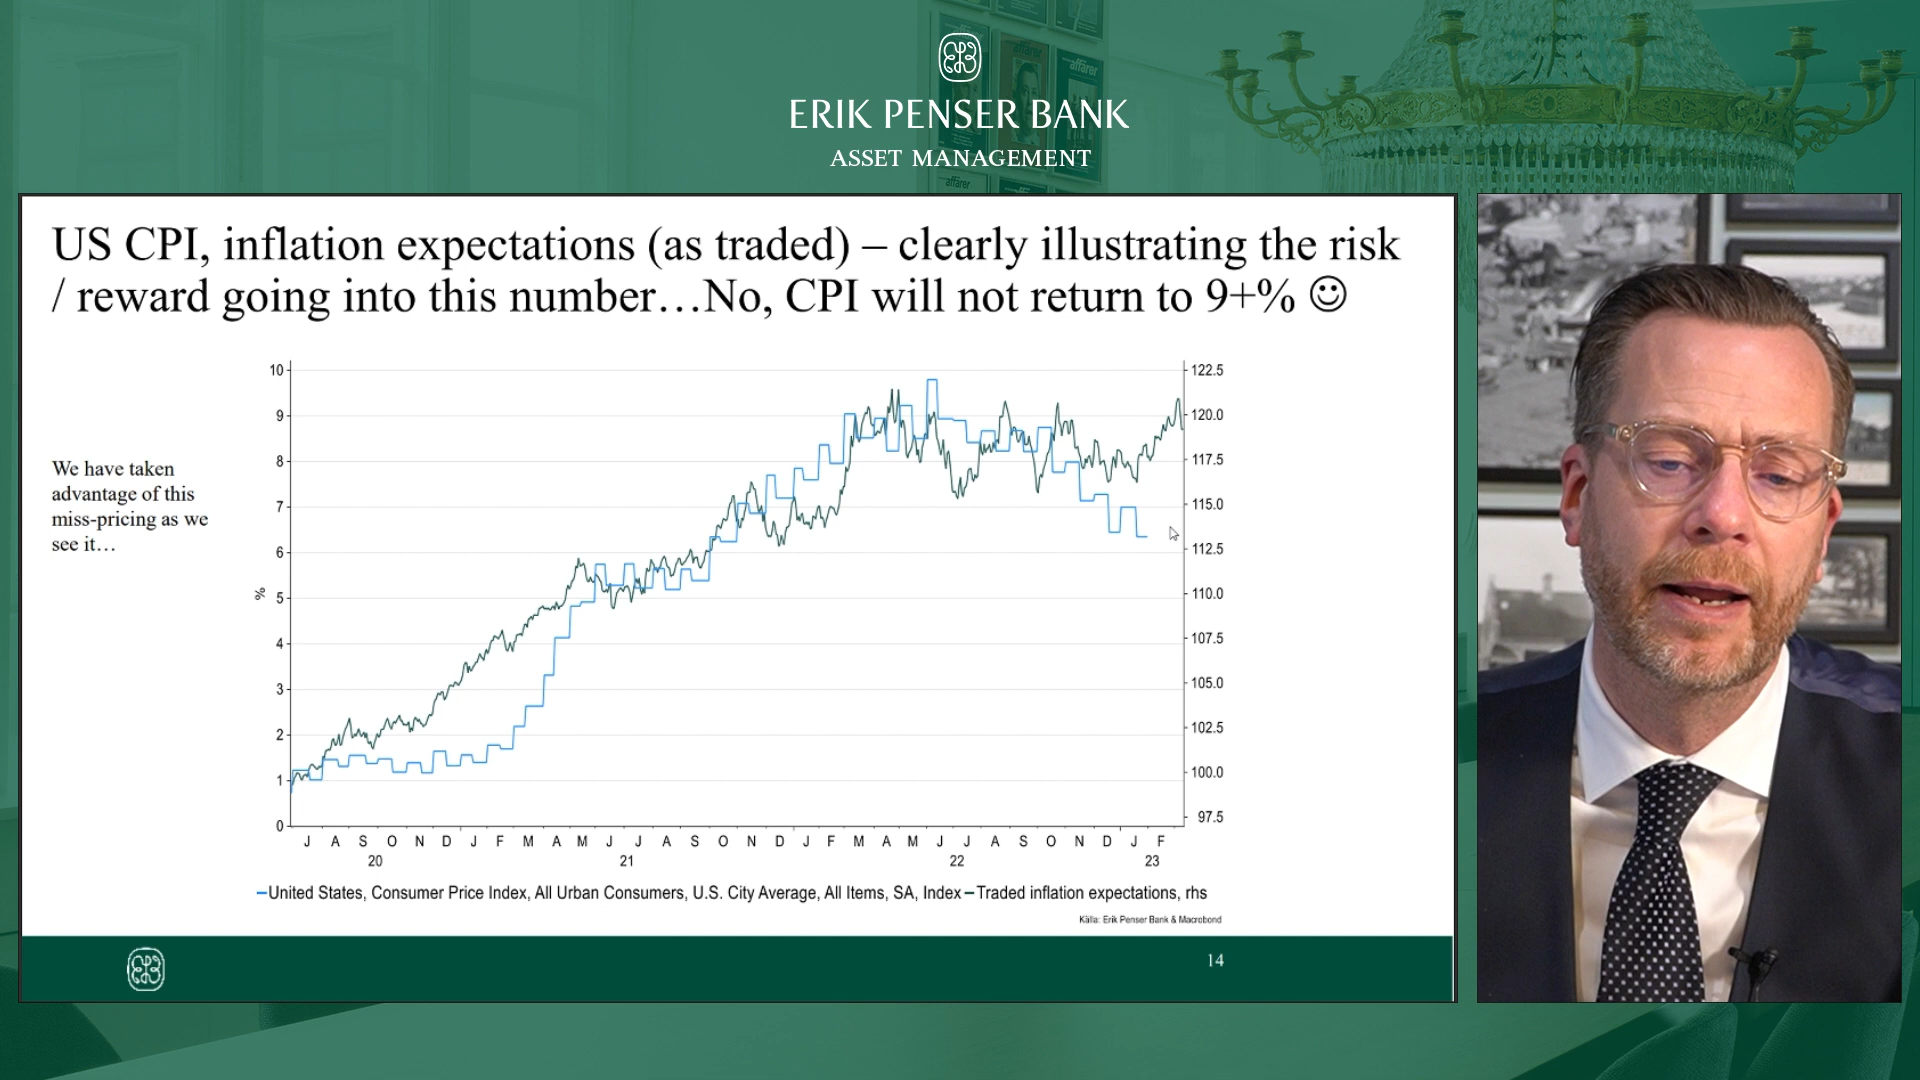 affärer
affärer
affärer
ERIK PENSER BANK
ASSET MANAGEMENT
US CPI, inflation expectations (as traded) – clearly illustrating the risk
/ reward going into this number…No, CPI will not return to 9+% ☺
We have taken
advantage of this
miss-pricing as we
see it…
%
10
9
8
7
6
5
4
3
2
1
0
122.5
120.0
117.5
115.0
112.5
110.0
107.5
105.0
102.5
100.0
97.5
J A S O N D J F M A M J J A S O N D J F M A M J J A S O N D J F
20 21 22 23
United States, Consumer Price Index, All Urban Consumers, U.S. City Average, All Items, SA, Index Traded inflation expectations, rhs
Källa: Erik Penser Bank & Macrobond
14